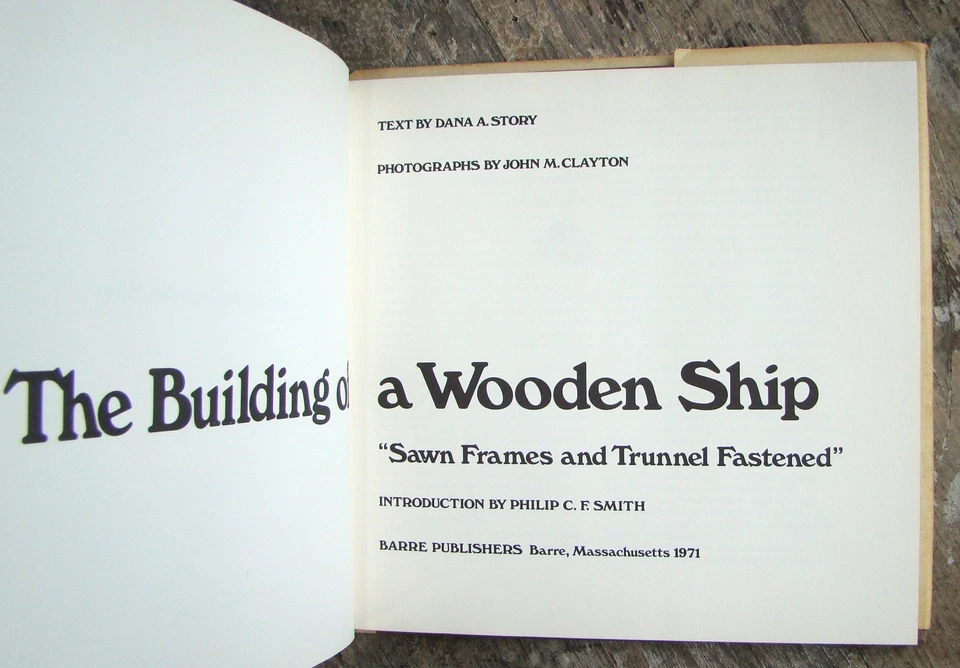 TEXT BY DANA A. STORY
PHOTOGRAPHS BY JOHN M. CLAYTON
The Building of a Wooden Ship
“Sawn Frames and Trunnel Fastened”
INTRODUCTION BY PHILIP C. F. SMITH
BARRE PUBLISHERS Barre, Massachusetts 1971